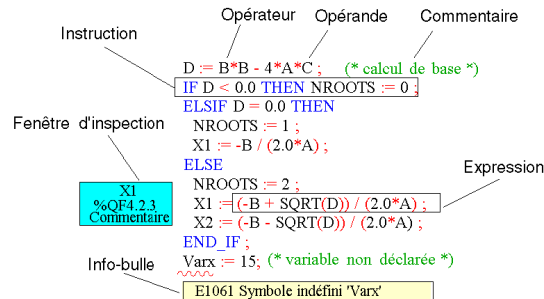 Opérateur
Opérande
Commentaire
Instruction
D := B*B - 4*A*C ; (* calcul de base *)
IF D < 0.0 THEN NROOTS := 0 ;
ELSIF D = 0.0 THEN
NROOTS := 1 ;
X1 := -B / (2.0*A) ;
ELSE
NROOTS := 2 ;
X1 := (-B + SQRT(D)) / (2.0*A) ;
X2 := (-B - SQRT(D)) / (2.0*A) ;
END_IF ;
Varx := 15; (* variable non déclarée *)
Fenêtre d'inspection
X1
%QF4.2.3
Commentaire
Expression
Info-bulle
E1061 Symbole indéfini 'Varx'